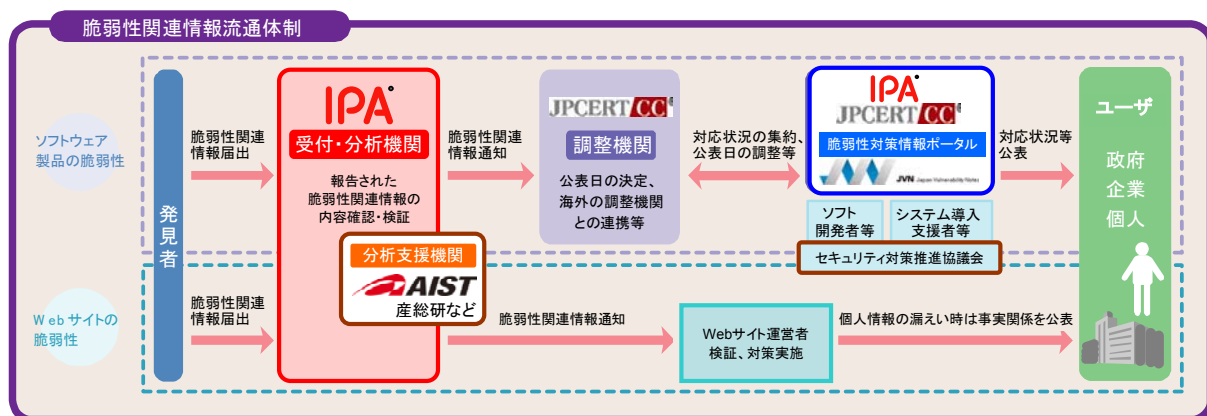 脆弱性関連情報流通体制
ソフトウェア
製品の脆弱性
発見者
脆弱性関連
情報届出
IPA
受付・分析機関
報告された
脆弱性関連情報の
内容確認・検証
脆弱性関連
情報通知
JPCERT CC®
調整機関
公表日の決定、
海外の調整機関
との連携等
対応状況の集約、
公表日の調整等
IPA
JPCERT CC®
脆弱性対策情報ポータル
JVN Japan Vulnerability Notes
ソフト
開発者等
システム導入
支援者等
セキュリティ対策推進協議会
対応状況等
公表
ユーザ
政府
企業
個人
分析支援機関
AIST
産総研など
Webサイトの
脆弱性
脆弱性関連
情報届出
脆弱性関連情報通知
Webサイト運営者
検証、対策実施
個人情報の漏えい時は事実関係を公表